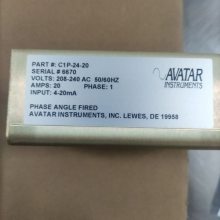 PART #: C1P-24-20
SERIAL # 6670
VOLTS: 208-240 AC 50/60HZ
AMPS: 20 PHASE: 1
INPUT: 4-20mA
AVATAR
INSTRUMENTS
PHASE ANGLE FIRED
AVATAR INSTRUMENTS, INC. LEWES, DE 19958